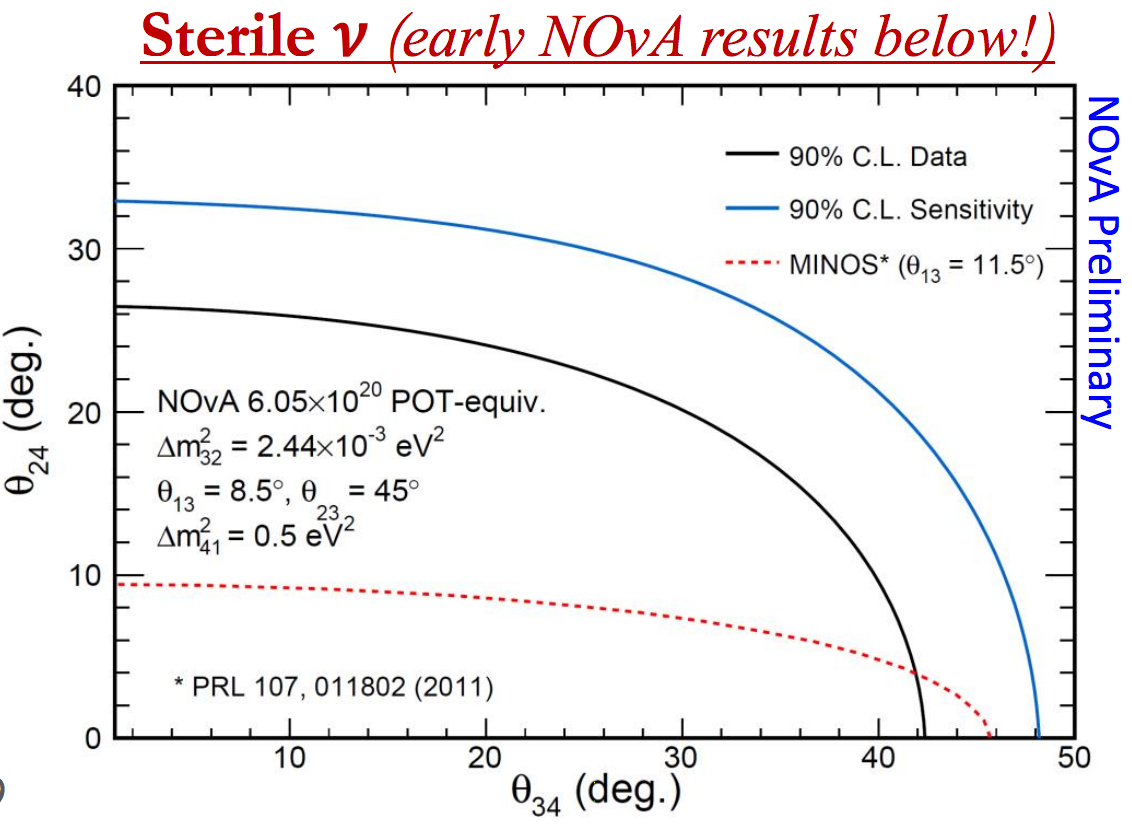 Sterile ν (early NOvA results below!)
40
30
20
10
0
θ24 (deg.)
90% C.L. Data
90% C.L. Sensitivity
MINOS* (θ13 = 11.5°)
NOvA 6.05×10^20 POT-equiv.
Δm²32 = 2.44×10^-3 eV²
θ13 = 8.5°, θ23 = 45°
Δm²41 = 0.5 eV²
* PRL 107, 011802 (2011)
10 20 30 40 50
θ34 (deg.)
NOvA Preliminary